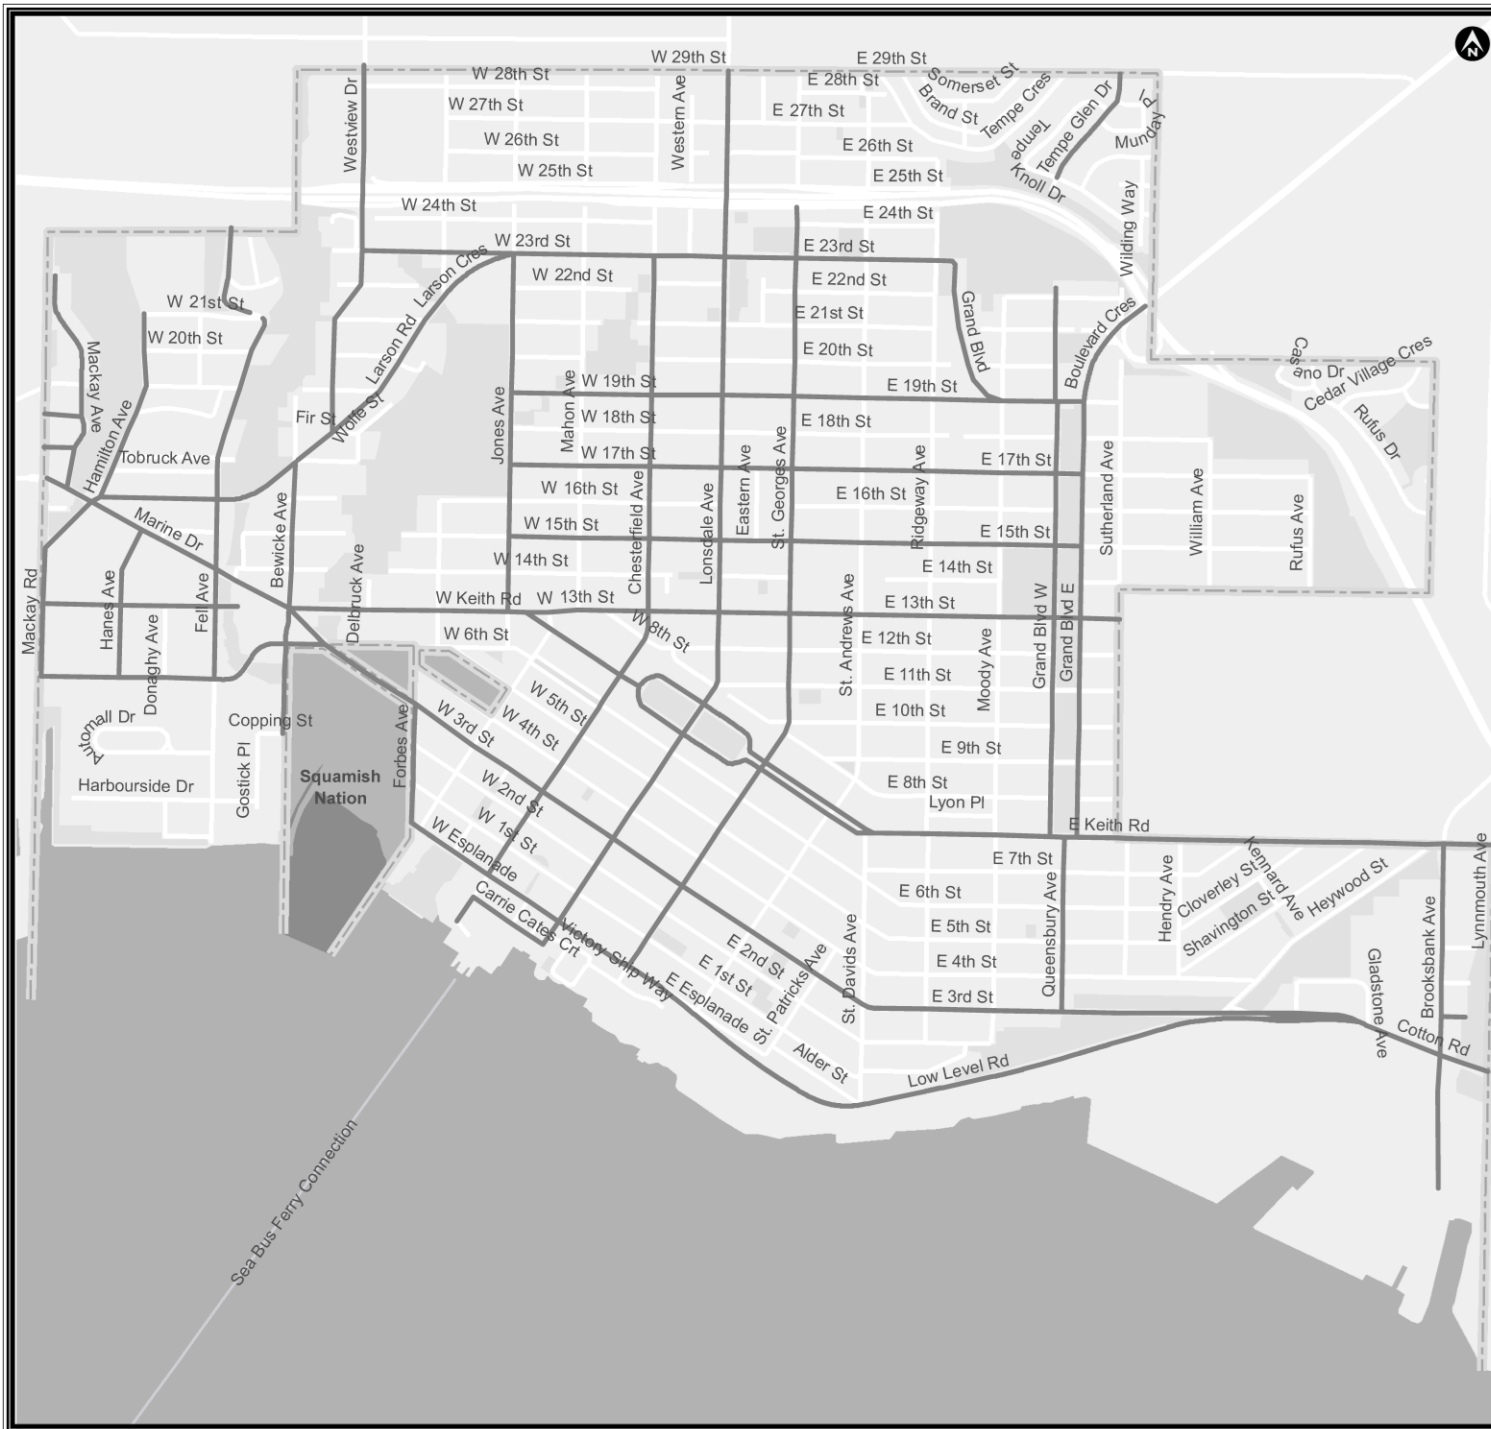 N
W 29th St
E 29th St
W 28th St
E 28th St
Somerset St
Westview Dr
W 27th St
Western Ave
E 27th St
Brand St
Tempe Cres
Tempe Glen Dr
Munday Pl
W 26th St
E 26th St
Tempe
Knoll Dr
W 25th St
E 25th St
W 24th St
E 24th St
Wilding Way
W 23rd St
E 23rd St
Larson Cres
W 22nd St
E 22nd St
W 21st St
E 21st St
Grand Blvd
Boulevard Cres
W 20th St
Larson Rd
E 20th St
Mackay Ave
Cas
ano Dr
Cedar Village Cres
W 19th St
E 19th St
Mahon Ave
Hamilton Ave
Fir St
Wolfe St
Jones Ave
W 18th St
E 18th St
Rufus Dr
Tobruck Ave
W 17th St
E 17th St
W 16th St
E 16th St
Marine Dr
Bewicke Ave
Chesterfield Ave
Lonsdale Ave
Eastern Ave
St. Georges Ave
Ridgeway Ave
Sutherland Ave
William Ave
Rufus Ave
W 15th St
E 15th St
W 14th St
E 14th St
Mackay Rd
Hanes Ave
Donaghy Ave
Fell Ave
Delbruck Ave
W Keith Rd
W 13th St
E 13th St
W 6th St
W 8th St
St. Andrews Ave
E 12th St
Moody Ave
Grand Blvd W
Grand Blvd E
E 11th St
W 5th St
Automall Dr
Copping St
Forbes Ave
W 3rd St
W 4th St
E 10th St
E 9th St
Gostick Pl
Harbourside Dr
Squamish
Nation
W 2nd St
E 8th St
Lyon Pl
W 1st St
W Esplanade
E Keith Rd
E 7th St
Kennard Ave
Hendry Ave
Cloverley St
Heywood St
Lynnmouth Ave
Carrie Cates Crt
E 6th St
Queensbury Ave
Shavington St
Brooksbank Ave
Victory Ship Way
E 5th St
E 2nd St
E 1st St
St. Patricks Ave
St. Davids Ave
E 4th St
Gladstone Ave
E Esplanade
E 3rd St
Cotton Rd
Alder St
Low Level Rd
Sea Bus Ferry Connection